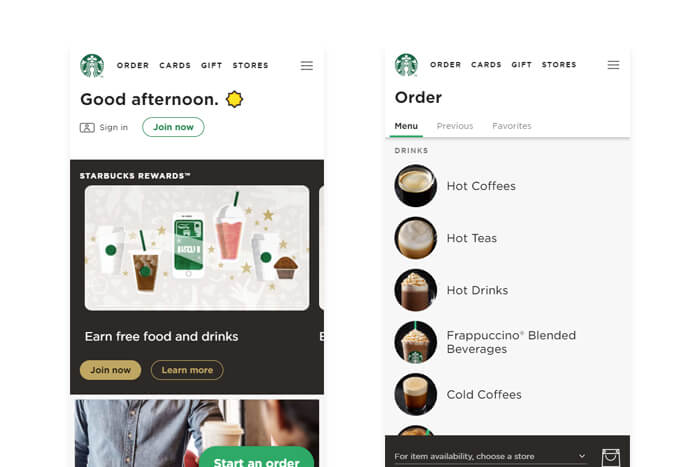 ORDER CARDS GIFT STORES
Good afternoon.
Sign in
Join now
STARBUCKS REWARDS™
Earn free food and drinks
E
Join now
Learn more
Start an order
ORDER CARDS GIFT STORES
Order
Menu Previous Favorites
DRINKS
Hot Coffees
Hot Teas
Hot Drinks
Frappuccino® Blended
Beverages
Cold Coffees
For item availability, choose a store